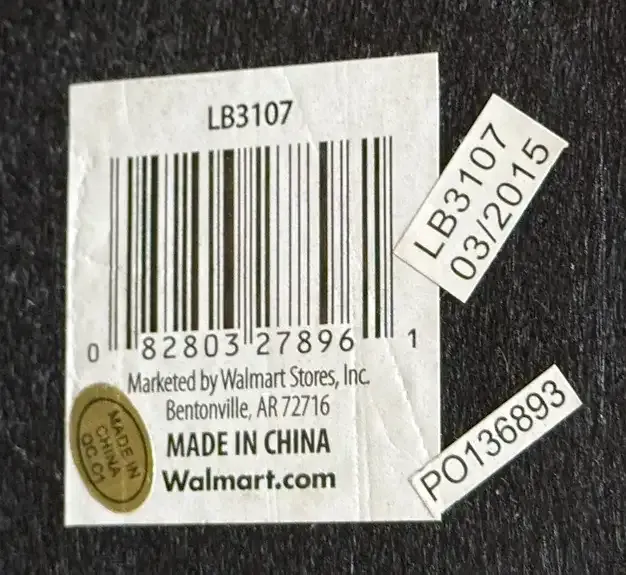 LB3107
0 82803 27896 1
Marketed by Walmart Stores, Inc.
Bentonville, AR 72716
MADE IN CHINA
Walmart.com
MADE IN
CHINA
QC.C1
LB3107
03/2015
PO136893